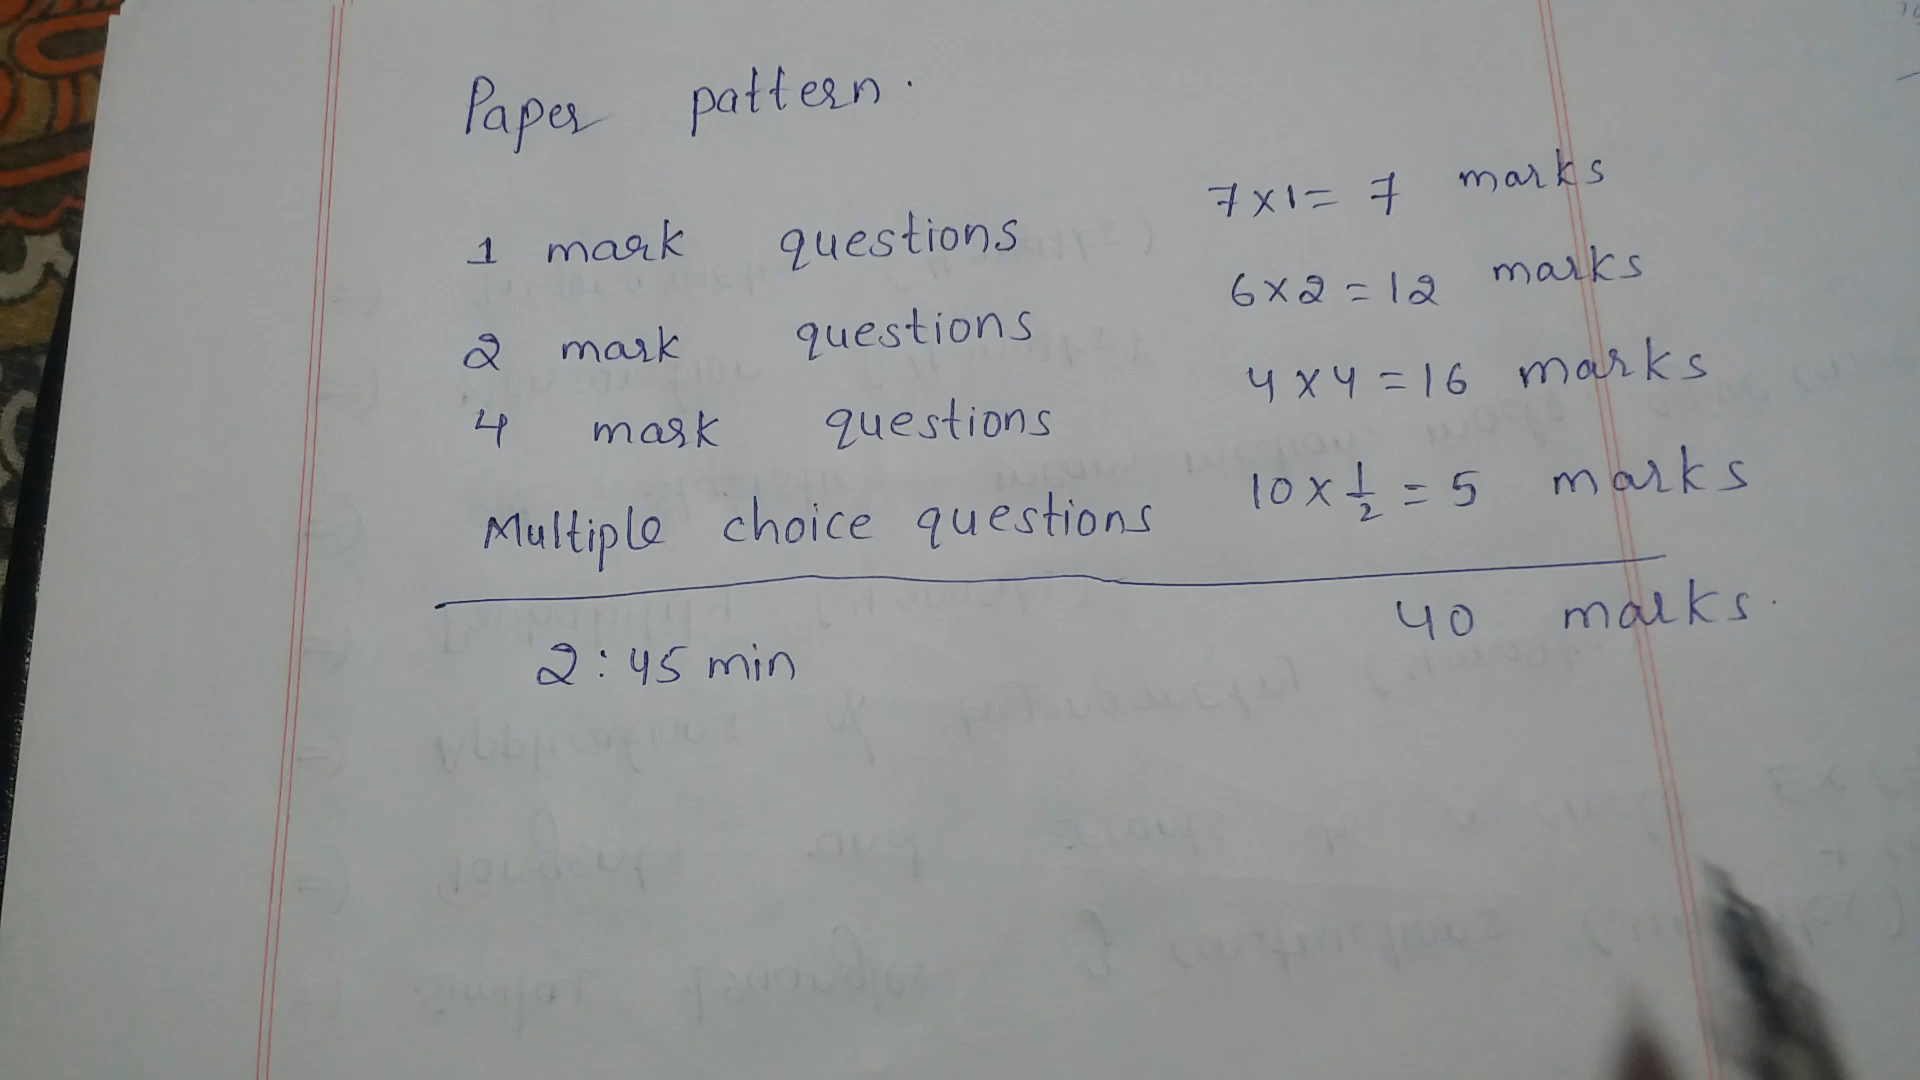 Paper pattern.
1 mark questions 7x1= 7 marks
2 mark questions 6x2=12 marks
4 mark questions 4x4=16 marks
Multiple choice questions 10x½=5 marks
40 marks.
2:45 min